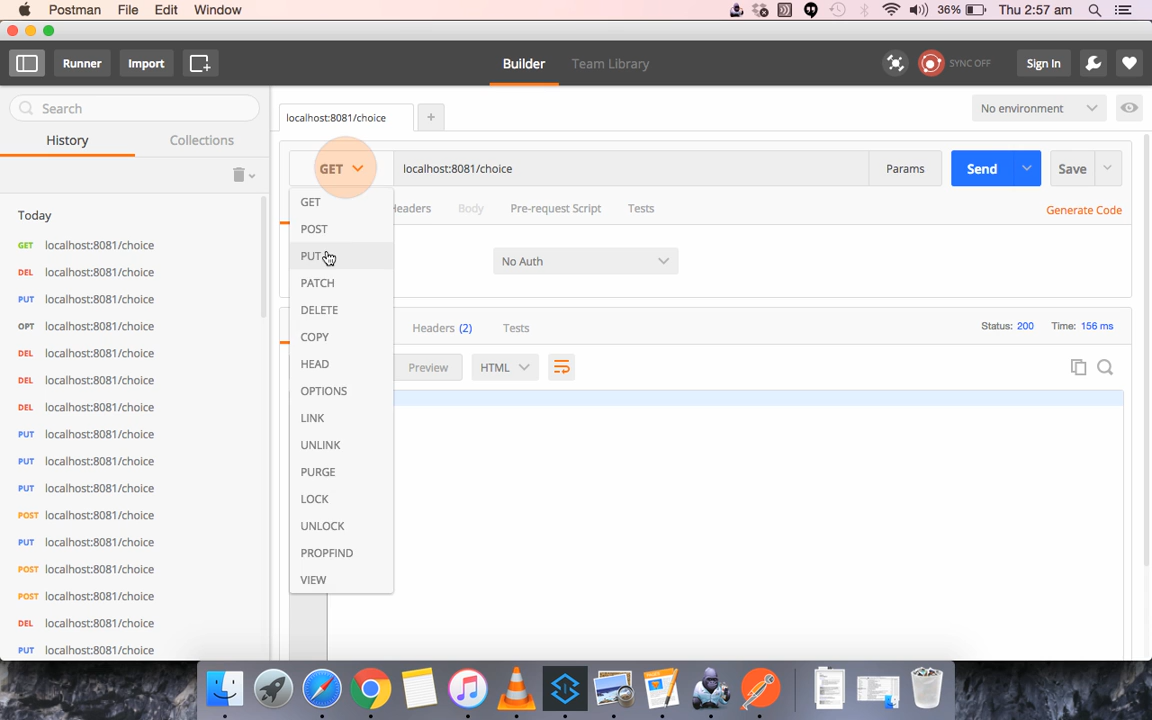 Postman File Edit Window 36% Thu 2:57 am
Runner Import Builder Team Library SYNC OFF Sign In
Search
History Collections
Today
GET localhost:8081/choice
DEL localhost:8081/choice
PUT localhost:8081/choice
OPT localhost:8081/choice
DEL localhost:8081/choice
DEL localhost:8081/choice
DEL localhost:8081/choice
PUT localhost:8081/choice
PUT localhost:8081/choice
PUT localhost:8081/choice
POST localhost:8081/choice
PUT localhost:8081/choice
POST localhost:8081/choice
POST localhost:8081/choice
DEL localhost:8081/choice
PUT localhost:8081/choice
localhost:8081/choice + No environment
GET localhost:8081/choice Params Send Save
Headers Body Pre-request Script Tests Generate Code
No Auth
Headers (2) Tests Status: 200 Time: 156 ms
Preview HTML
GET
POST
PUT
PATCH
DELETE
COPY
HEAD
OPTIONS
LINK
UNLINK
PURGE
LOCK
UNLOCK
PROPFIND
VIEW